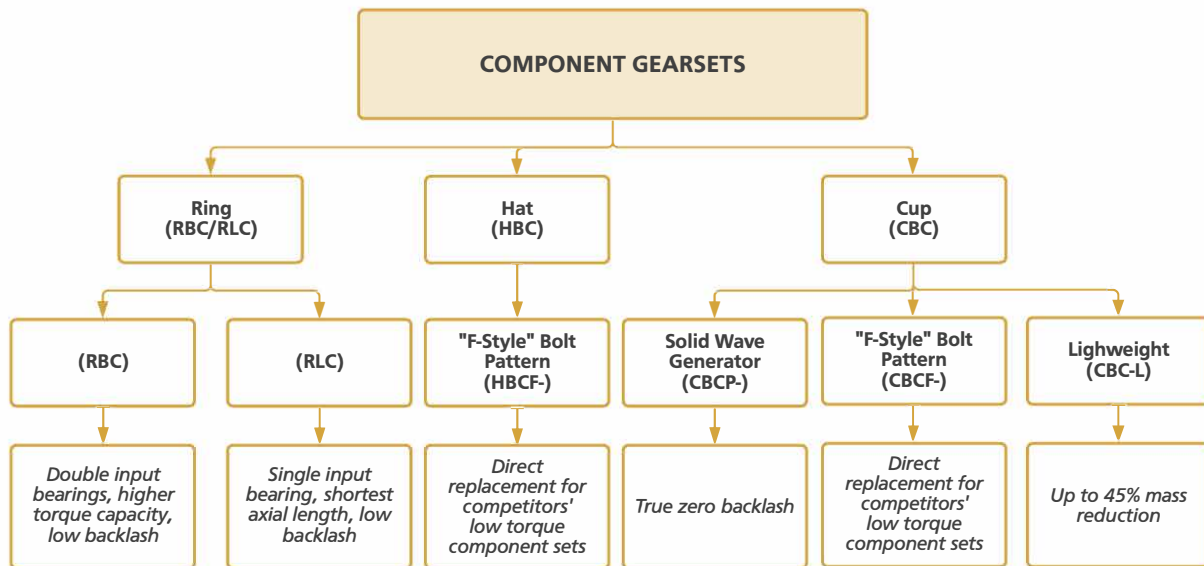 COMPONENT GEARSETS
Ring
(RBC/RLC)
Hat
(HBC)
Cup
(CBC)
(RBC)
(RLC)
"F-Style" Bolt
Pattern
(HBCF-)
Solid Wave
Generator
(CBCP-)
"F-Style" Bolt
Pattern
(CBCF-)
Lighweight
(CBC-L)
Double input
bearings, higher
torque capacity,
low backlash
Single input
bearing, shortest
axial length, low
backlash
Direct
replacement for
competitors'
low torque
component sets
True zero backlash
Direct
replacement for
competitors'
low torque
component sets
Up to 45% mass
reduction